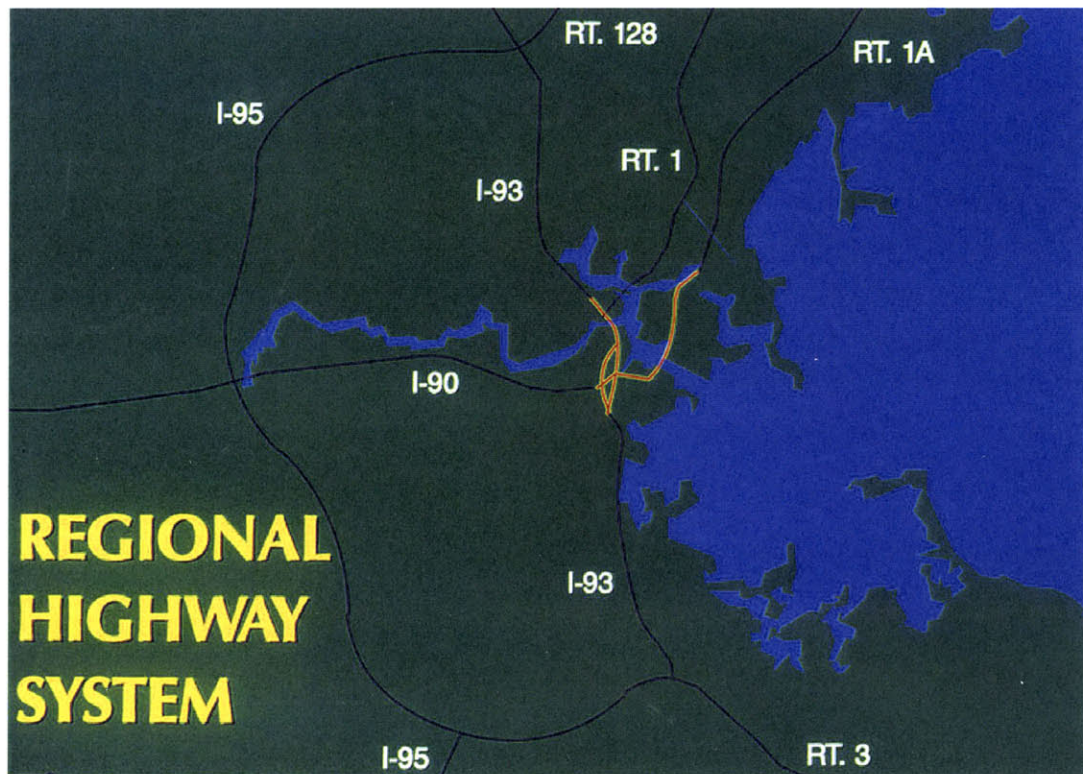 RT. 128
RT. 1A
I-95
RT. 1
I-93
I-90
REGIONAL
HIGHWAY
SYSTEM
I-93
I-95
RT. 3